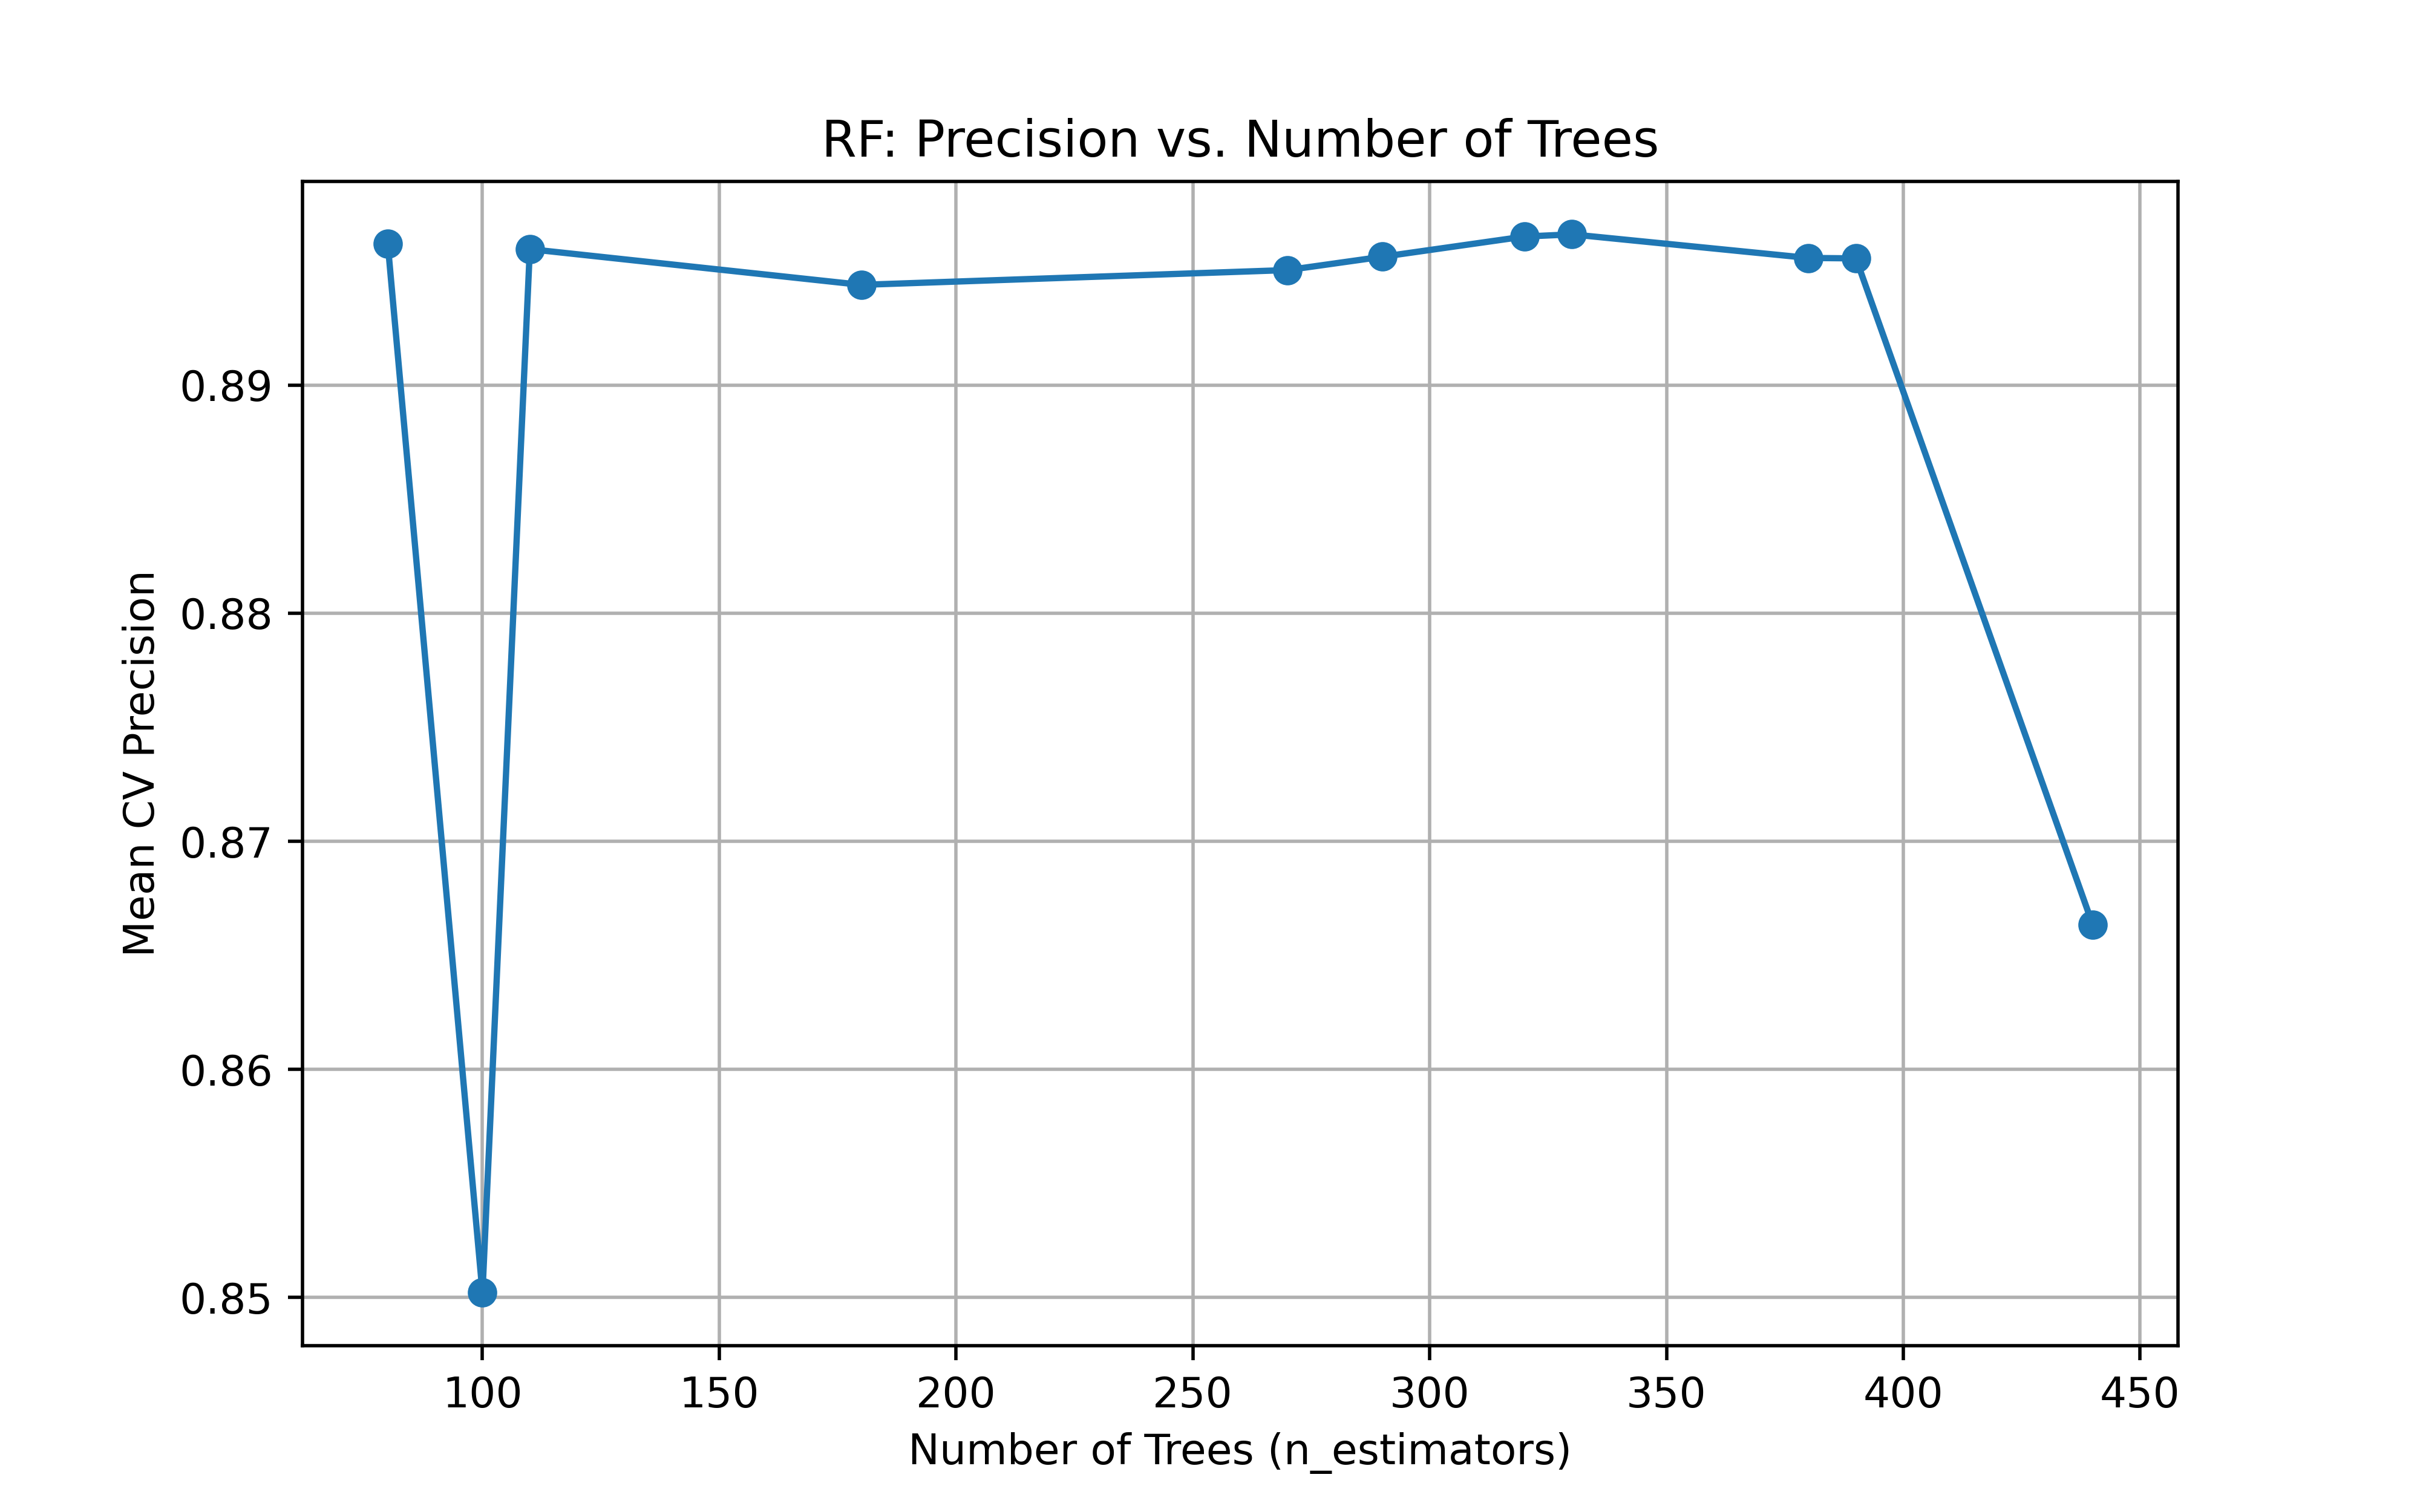 RF: Precision vs. Number of Trees
Mean CV Precision
0.89
0.88
0.87
0.86
0.85
100 150 200 250 300 350 400 450
Number of Trees (n_estimators)